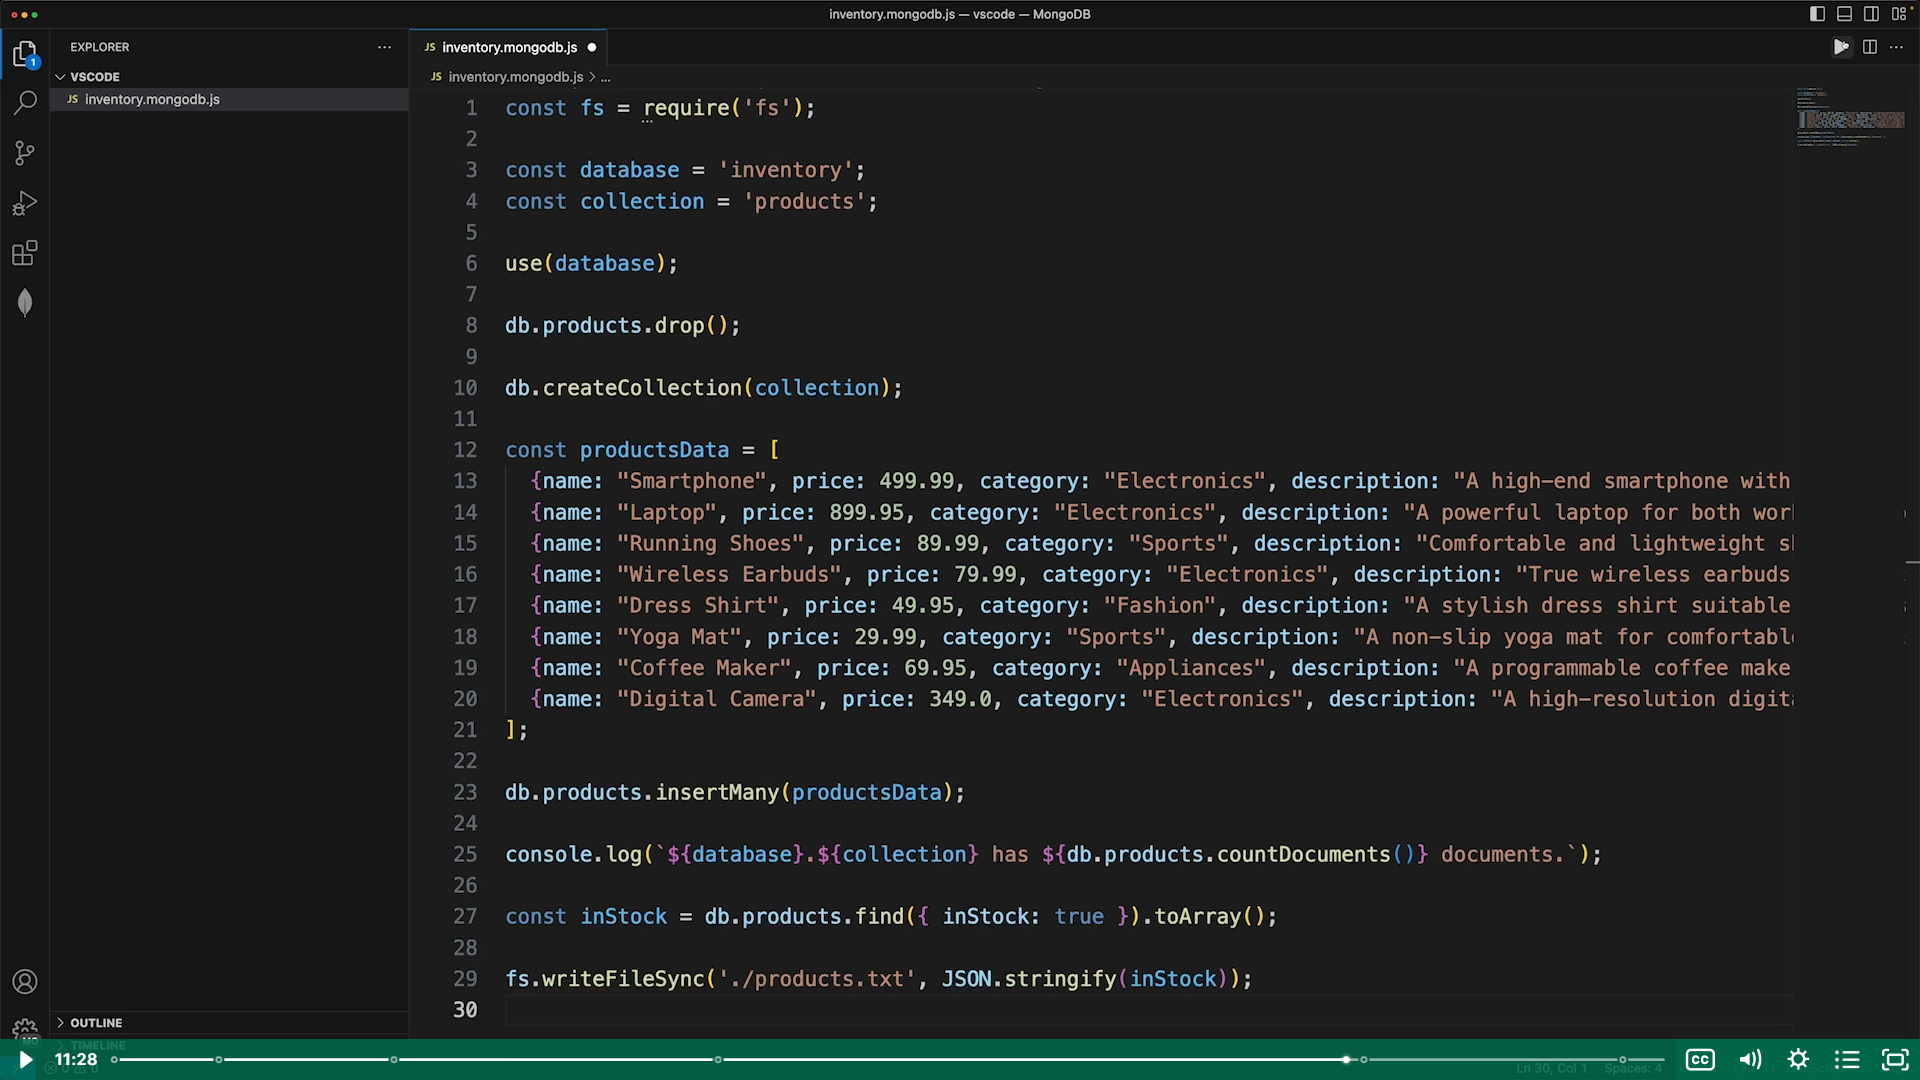 inventory.mongodb.js — vscode — MongoDB
EXPLORER
1
VSCODE
JS inventory.mongodb.js
JS inventory.mongodb.js
JS inventory.mongodb.js > ...
1 const fs = require('fs');
2
3 const database = 'inventory';
4 const collection = 'products';
5
6 use(database);
7
8 db.products.drop();
9
10 db.createCollection(collection);
11
12 const productsData = [
13 {name: "Smartphone", price: 499.99, category: "Electronics", description: "A high-end smartphone with
14 {name: "Laptop", price: 899.95, category: "Electronics", description: "A powerful laptop for both
15 {name: "Running Shoes", price: 89.99, category: "Sports", description: "Comfortable and lightweight
16 {name: "Wireless Earbuds", price: 79.99, category: "Electronics", description: "True wireless earbuds
17 {name: "Dress Shirt", price: 49.95, category: "Fashion", description: "A stylish dress shirt suitable
18 {name: "Yoga Mat", price: 29.99, category: "Sports", description: "A non-slip yoga mat for
19 {name: "Coffee Maker", price: 69.95, category: "Appliances", description: "A programmable coffee make
20 {name: "Digital Camera", price: 349.0, category: "Electronics", description: "A high-resolution
21 ];
22
23 db.products.insertMany(productsData);
24
25 console.log(`${database}.${collection} has ${db.products.countDocuments()} documents.`);
26
27 const inStock = db.products.find({ inStock: true }).toArray();
28
29 fs.writeFileSync('./products.txt', JSON.stringify(inStock));
30
OUTLINE
TIMELINE
11:28
Ln 30, Col 1 Spaces: 4
CC